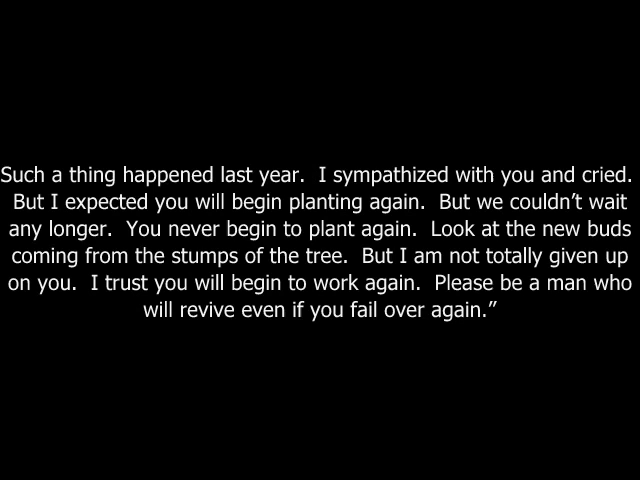 Such a thing happened last year.  I sympathized with you and cried.
But I expected you will begin planting again.  But we couldn’t wait
any longer.  You never begin to plant again.  Look at the new buds
coming from the stumps of the tree.  But I am not totally given up
on you.  I trust you will begin to work again.  Please be a man who
will revive even if you fail over again.”